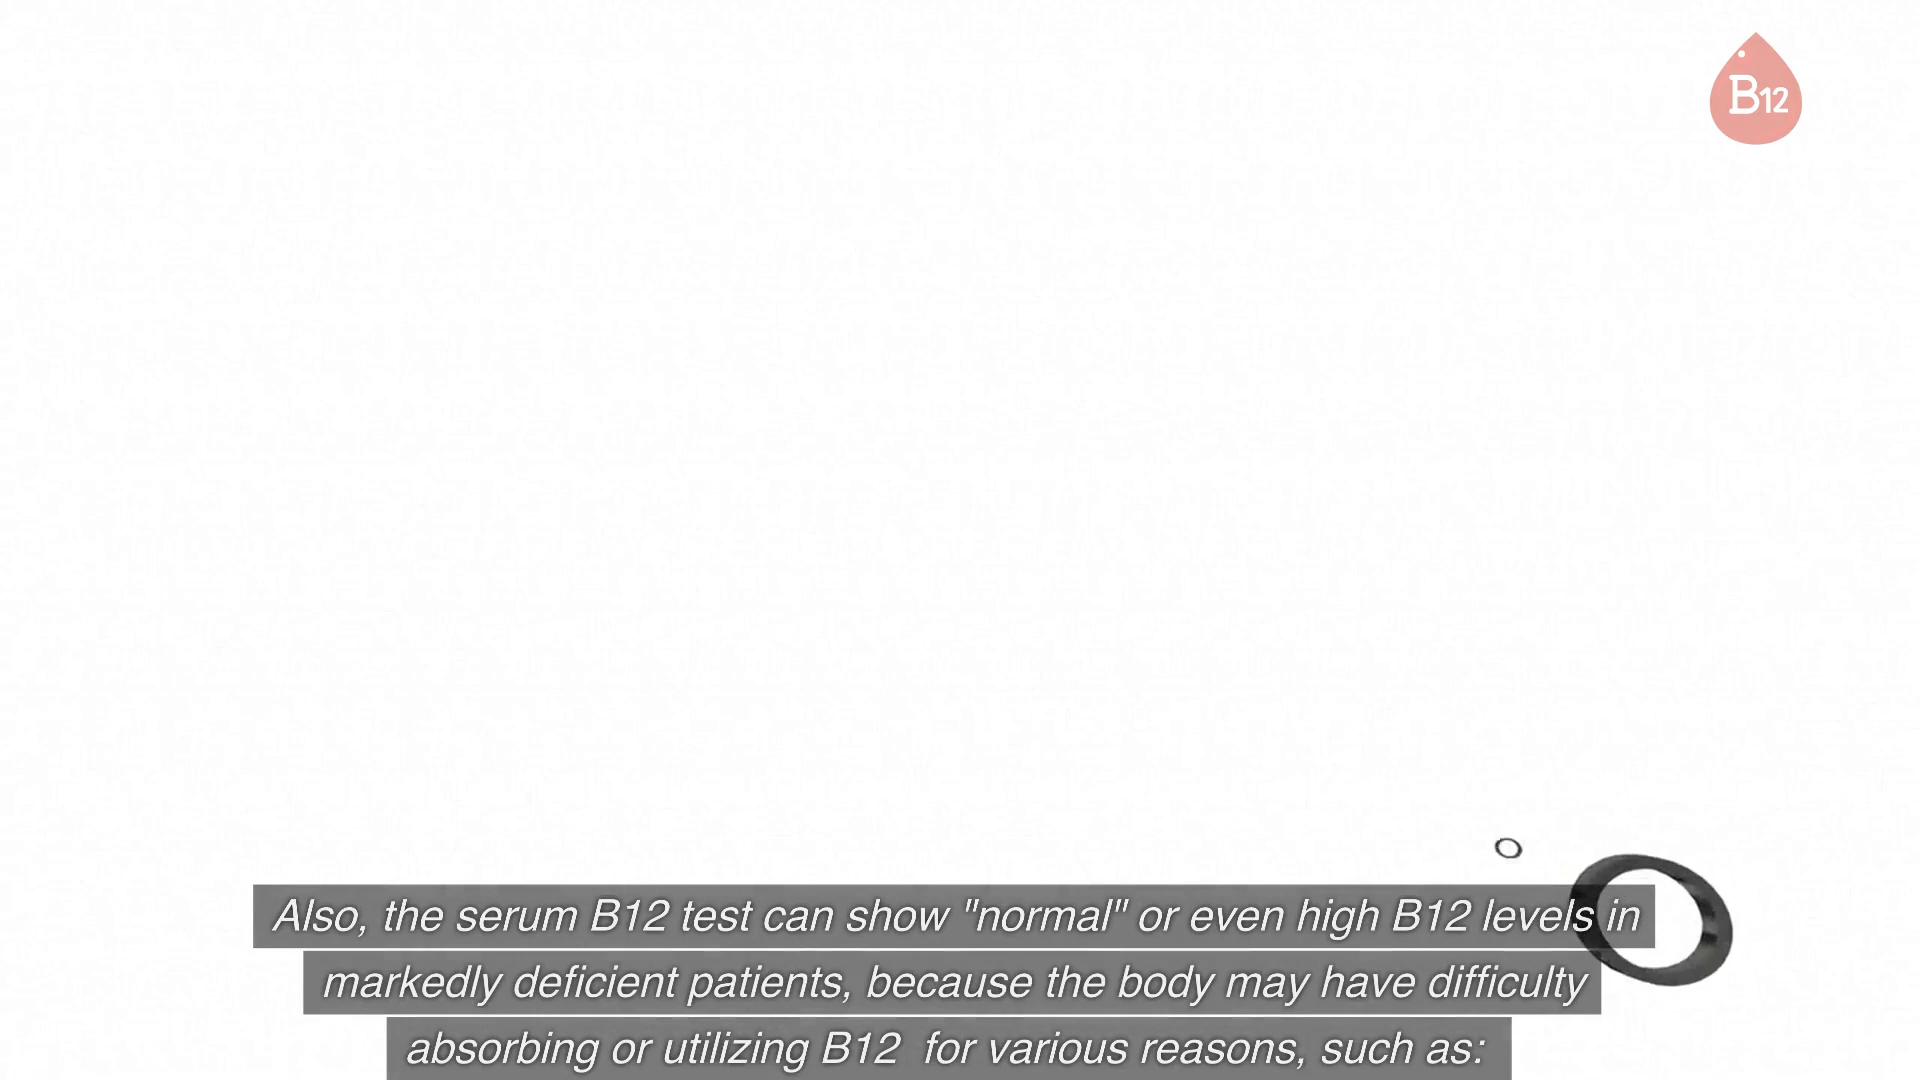 B12
Also, the serum B12 test can show "normal" or even high B12 levels in
markedly deficient patients, because the body may have difficulty
absorbing or utilizing B12  for various reasons, such as: